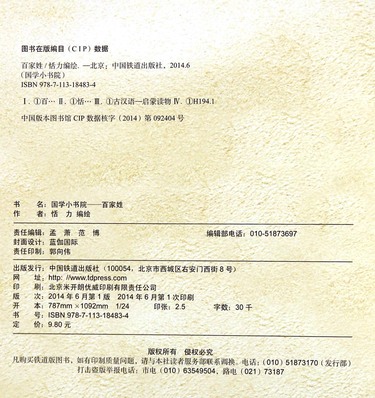 图书在版编目(CIP)数据
百家姓/恬力编绘. —北京:中国铁道出版社,2014.6
(国学小书院)
ISBN 978-7-113-18483-4
Ⅰ.①百… Ⅱ.①恬… Ⅲ.①古汉语—启蒙读物 Ⅳ.①H194.1
中国版本图书馆CIP数据核字(2014)第092404号
书 名:国学小书院——百家姓
作 者:恬 力 编绘
责任编辑:孟 萧 范 博 编辑部电话:010-51873697
封面设计:蓝伽国际
责任印制:郭向伟
出版发行:中国铁道出版社(100054,北京市西城区右安门西街8号)
网 址:http://www.tdpress.com
印 刷:北京米开朗优威印刷有限责任公司
版 次:2014年6月第1版 2014年6月第1次印刷
开 本:787mm×1092mm 1/24 印张:2.5 字数:30千
书 号:ISBN 978-7-113-18483-4
定 价:9.80元
版权所有 侵权必究
凡购买铁道版图书,如有印制质量问题,请与本社读者服务部联系调换。电话:(010)51873170(发行部)
打击盗版举报电话:市电(010)63549504,路电(021)73187